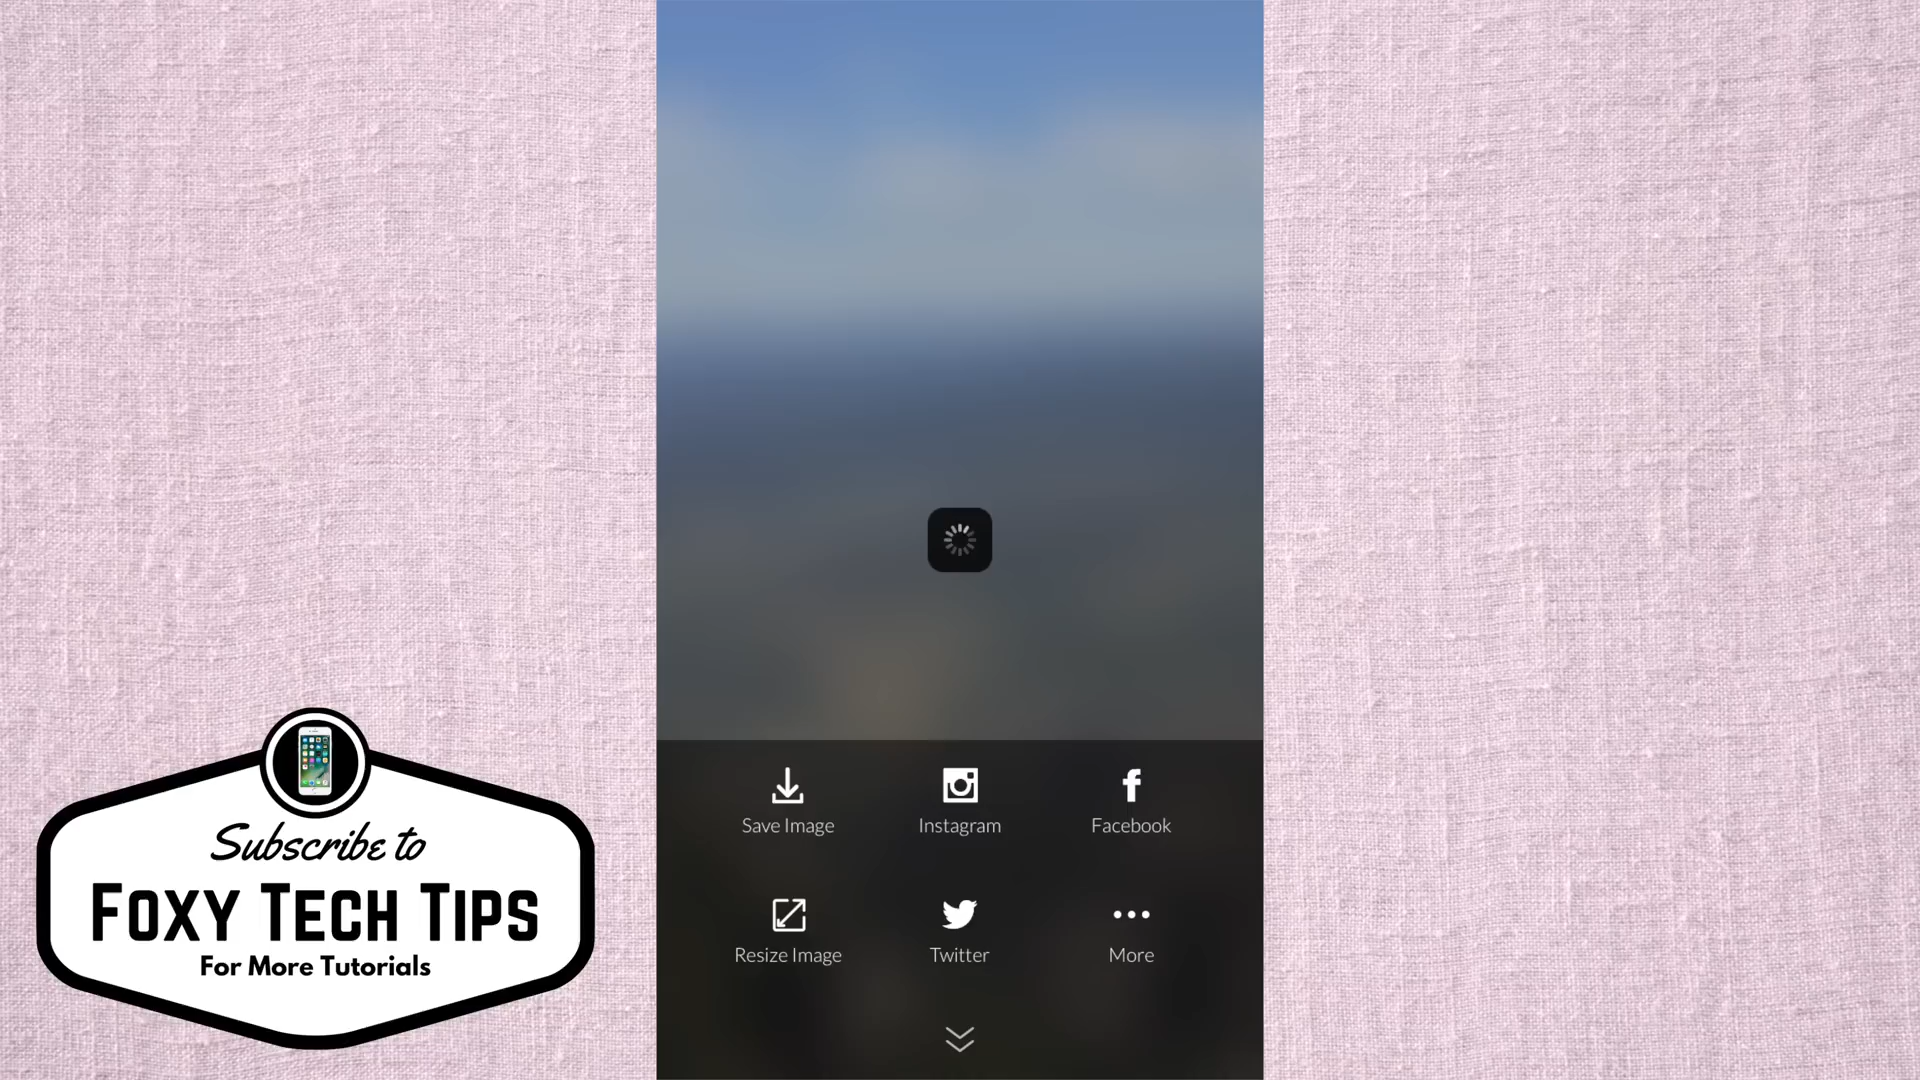 Save Image
Instagram
Facebook
Resize Image
Twitter
More
Subscribe to
FOXY TECH TIPS
For More Tutorials